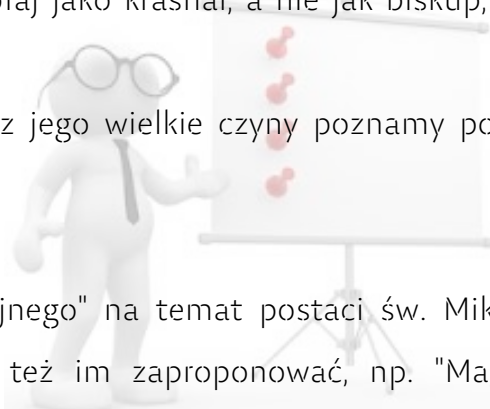 jako krasnal, a nie jak biskup,
z jego wielkie czyny poznamy po
jnego" na temat postaci św. Mik
też im zaproponować, np. "Ma